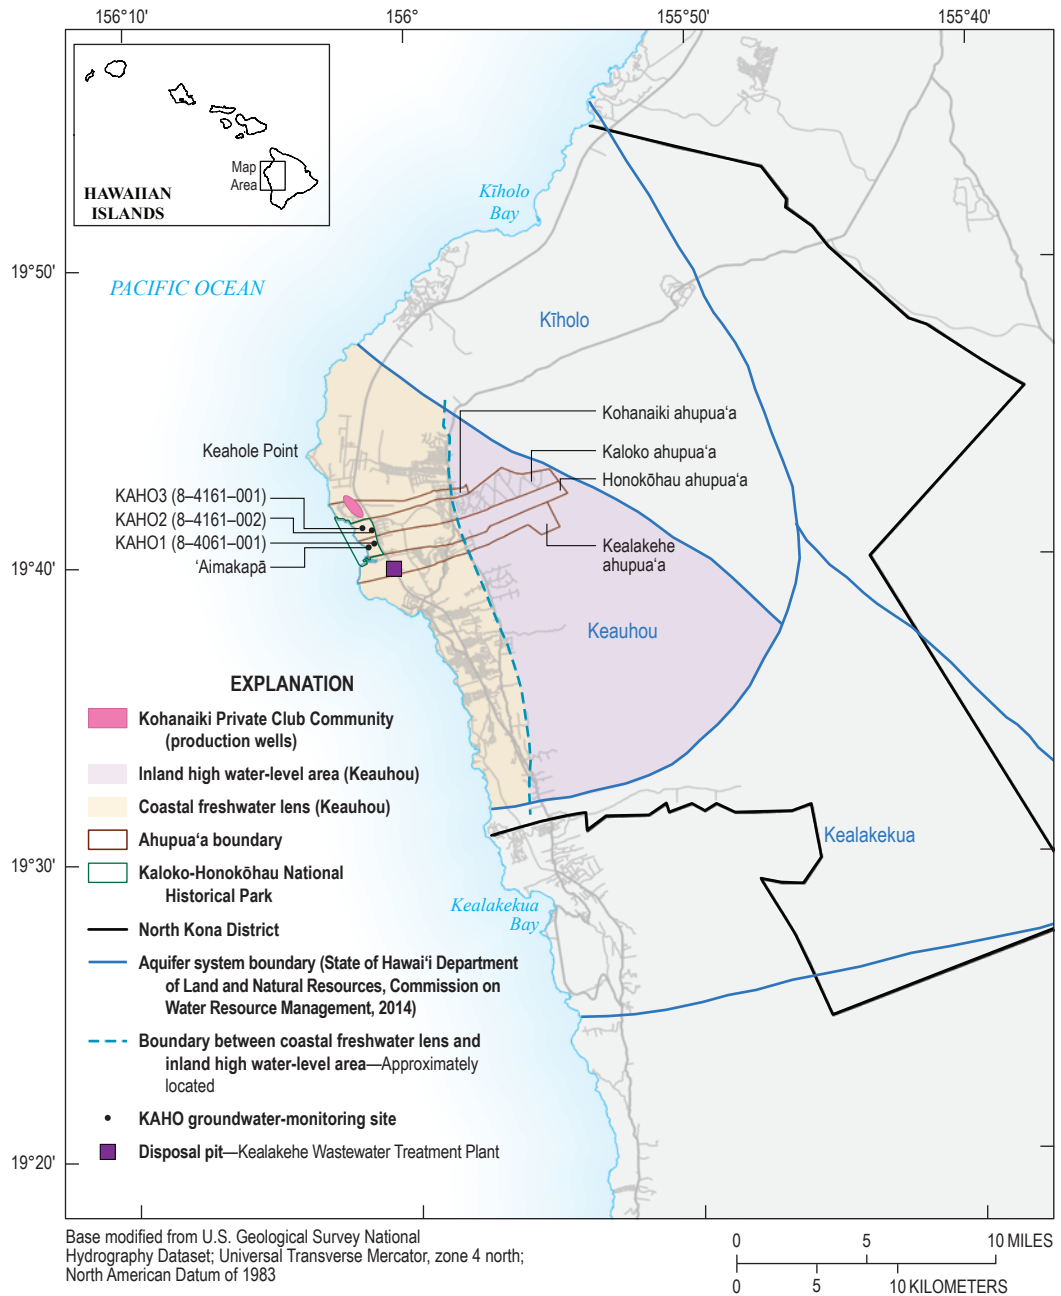 156°10'
156°
155°50'
155°40'
Map
Area
HAWAIIAN
ISLANDS
Kīholo
Bay
19°50'
PACIFIC OCEAN
Kīholo
Kohanaiki ahupuaʻa
Keahole Point
Kaloko ahupuaʻa
Honokōhau ahupuaʻa
KAHO3 (8–4161–001)
KAHO2 (8–4161–002)
KAHO1 (8–4061–001)
ʻAimakapā
Kealakehe
ahupuaʻa
19°40'
Keauhou
EXPLANATION
Kohanaiki Private Club Community
(production wells)
Inland high water-level area (Keauhou)
Coastal freshwater lens (Keauhou)
Ahupuaʻa boundary
Kaloko-Honokōhau National
Historical Park
North Kona District
Aquifer system boundary (State of Hawaiʻi Department
of Land and Natural Resources, Commission on
Water Resource Management, 2014)
Boundary between coastal freshwater lens and
inland high water-level area—Approximately
located
KAHO groundwater-monitoring site
Disposal pit—Kealakehe Wastewater Treatment Plant
Kealakekua
19°30'
Kealakekua
Bay
19°20'
Base modified from U.S. Geological Survey National
Hydrography Dataset; Universal Transverse Mercator, zone 4 north;
North American Datum of 1983
0 5 10 MILES
0 5 10 KILOMETERS